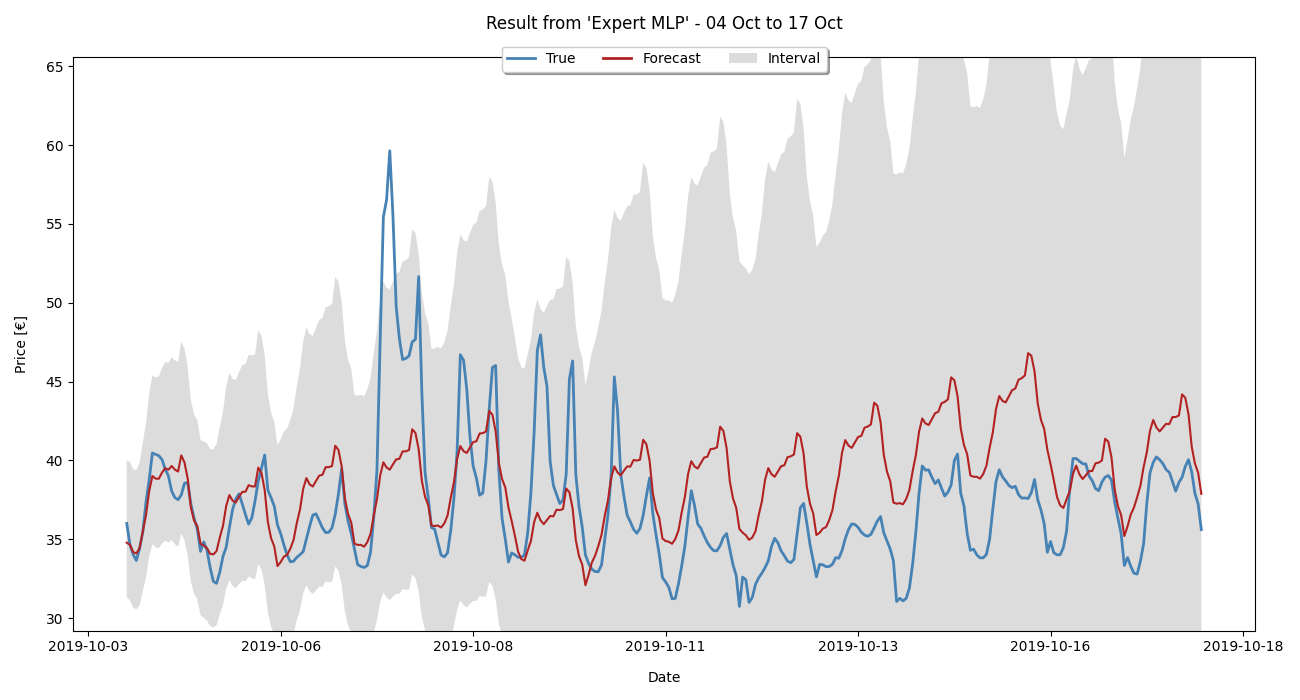 Result from 'Expert MLP' - 04 Oct to 17 Oct
True Forecast Interval
65
60
55
50
45
40
35
30
Price [€]
2019-10-03 2019-10-06 2019-10-08 2019-10-11 2019-10-13 2019-10-16 2019-10-18
Date